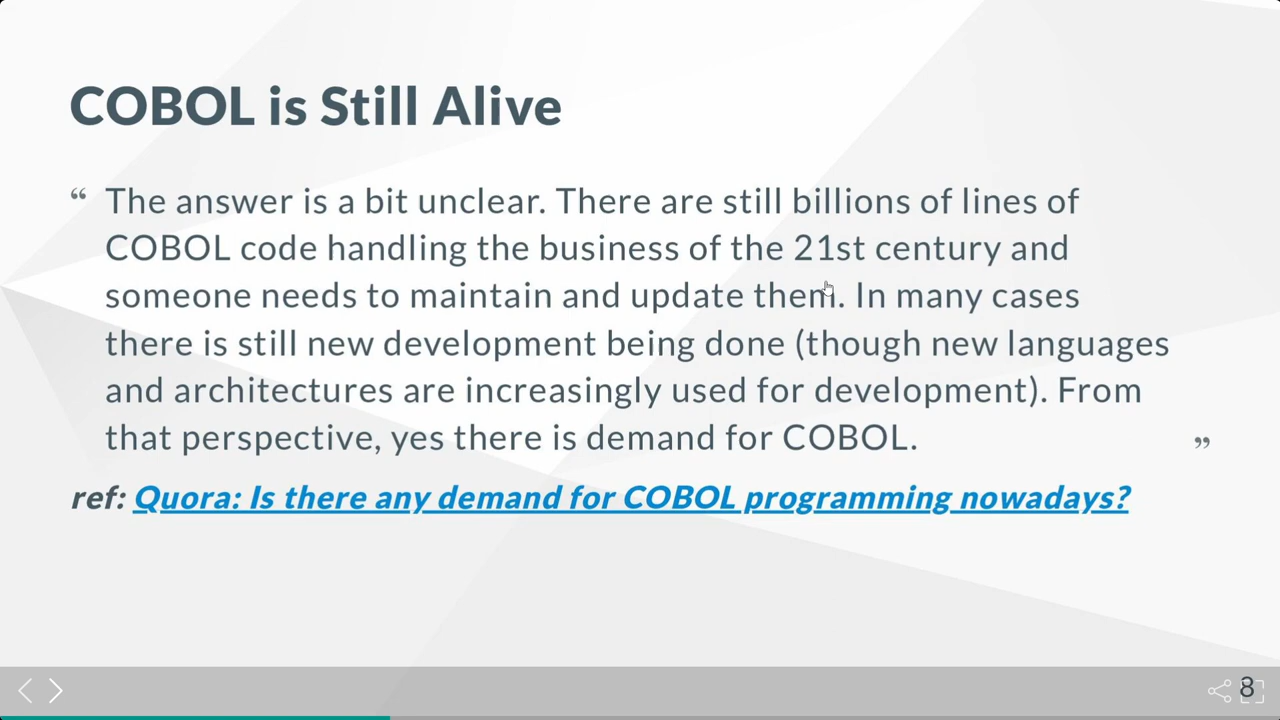 COBOL is Still Alive
“ The answer is a bit unclear. There are still billions of lines of
COBOL code handling the business of the 21st century and
someone needs to maintain and update them. In many cases
there is still new development being done (though new languages
and architectures are increasingly used for development). From
that perspective, yes there is demand for COBOL. ”
ref: Quora: Is there any demand for COBOL programming nowadays?
8